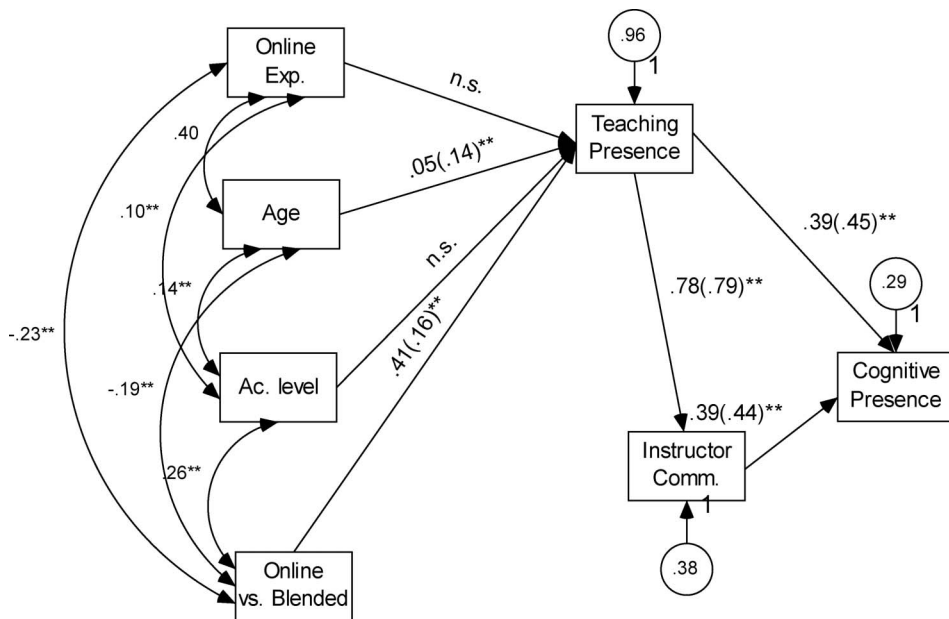 Online
Exp.
.96
1
n.s.
Teaching
Presence
.40
.05(.14)**
Age
.10**
n.s.
.39(.45)**
.14**
.41(.16)**
.78(.79)**
.29
1
-.23**
-.19**
Ac. level
Cognitive
Presence
.39(.44)**
Instructor
Comm.
1
.26**
.38
Online
vs. Blended